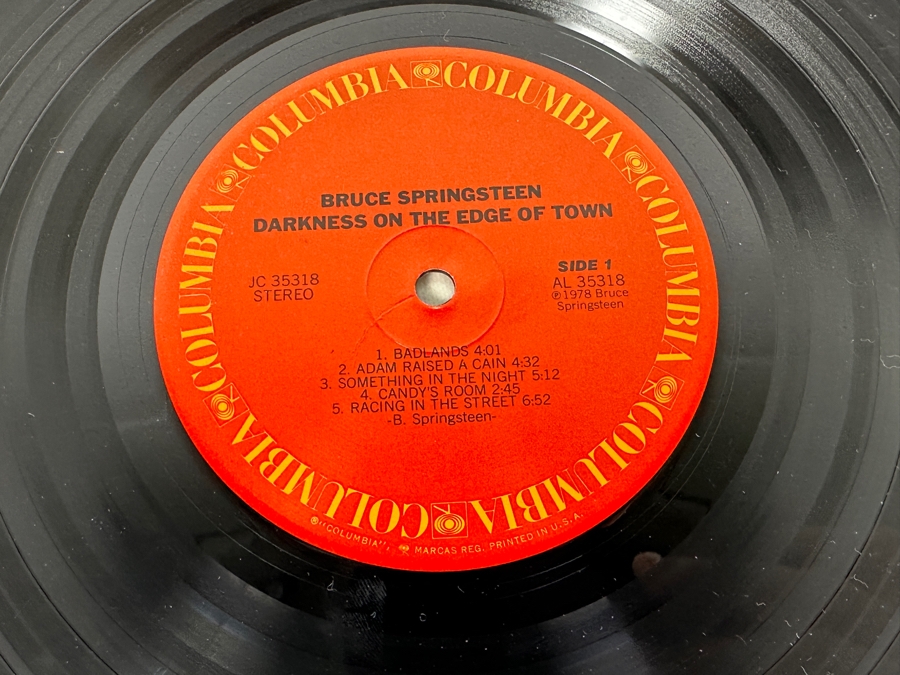 COLUMBIA COLUMBIA COLUMBIA COLUMBIA COLUMBIA COLUMBIA COLUMBIA COLUMBIA
BRUCE SPRINGSTEEN
DARKNESS ON THE EDGE OF TOWN
JC 35318
STEREO
SIDE 1
AL 35318
℗1978 Bruce
Springsteen
1. BADLANDS 4:01
2. ADAM RAISED A CAIN 4:32
3. SOMETHING IN THE NIGHT 5:12
4. CANDY'S ROOM 2:45
5. RACING IN THE STREET 6:52
-B. Springsteen-
®"COLUMBIA", MARCAS REG. PRINTED IN U.S.A.